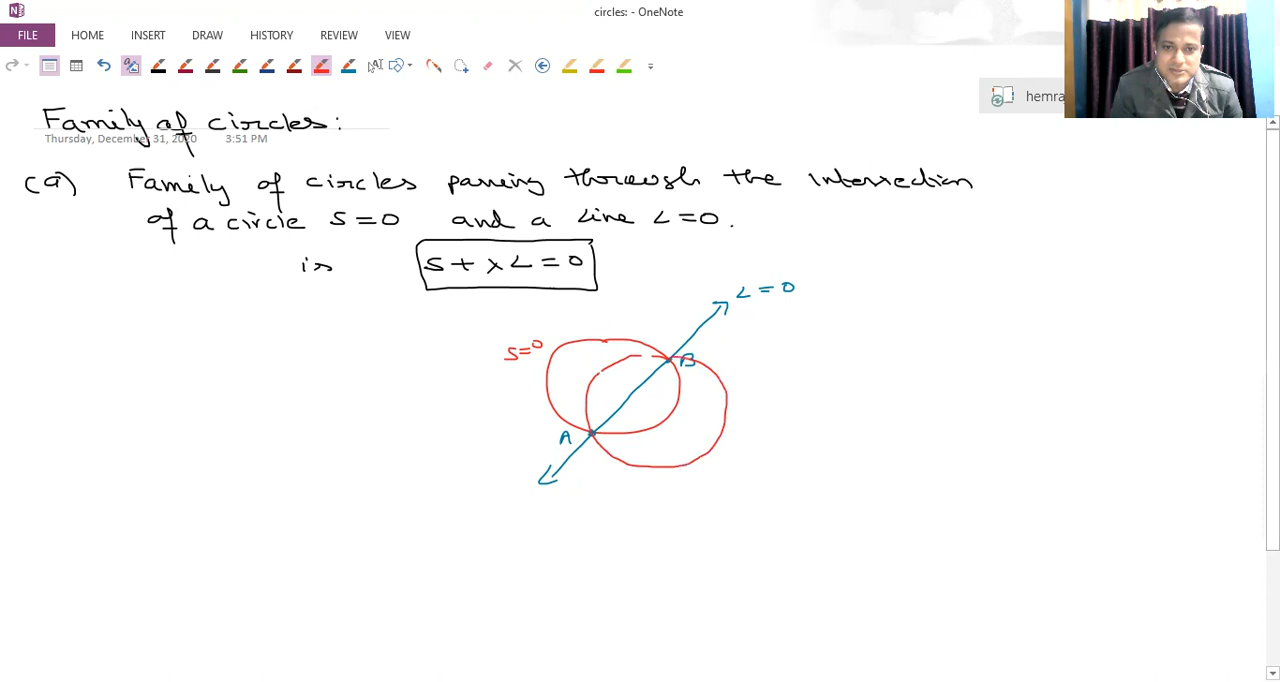 circles: - OneNote
FILE HOME INSERT DRAW HISTORY REVIEW VIEW
hemra
Family of circles:
Thursday, December 31, 2020 3:51 PM
(a) Family of circles passing through the intersection
of a circle S=0 and a Line L=0.
is S+λL=0
L=0
S=0
B
A